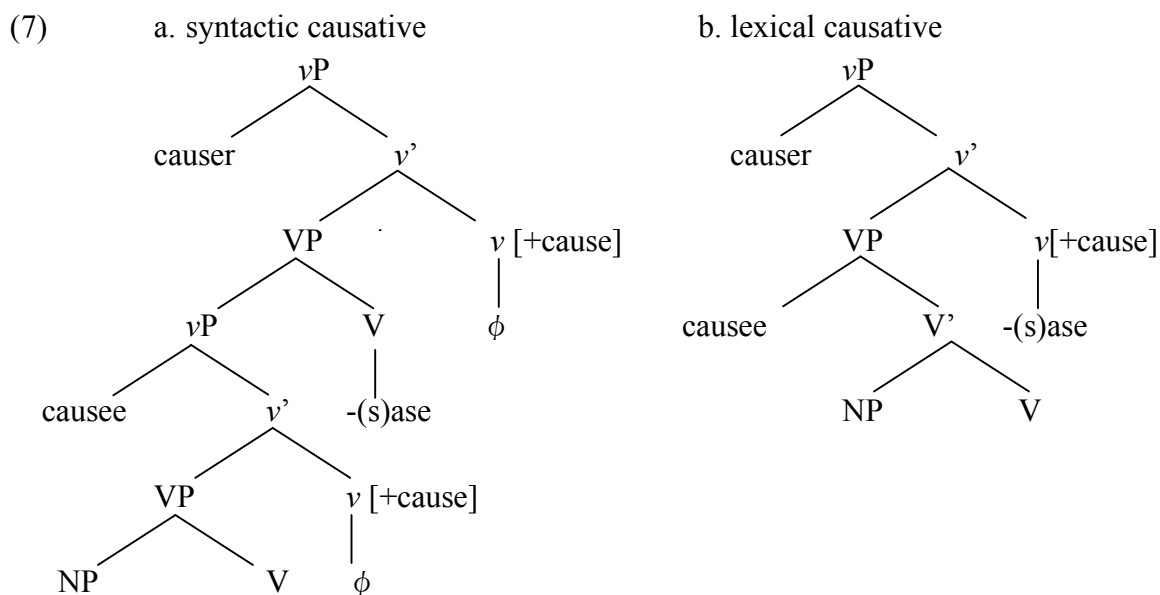 (7) a. syntactic causative b. lexical causative
vP vP
causer v’ causer v’
VP v [+cause] VP v[+cause]
vP V ϕ causee V’ -(s)ase
causee v’ -(s)ase NP V
VP v [+cause]
NP V ϕ